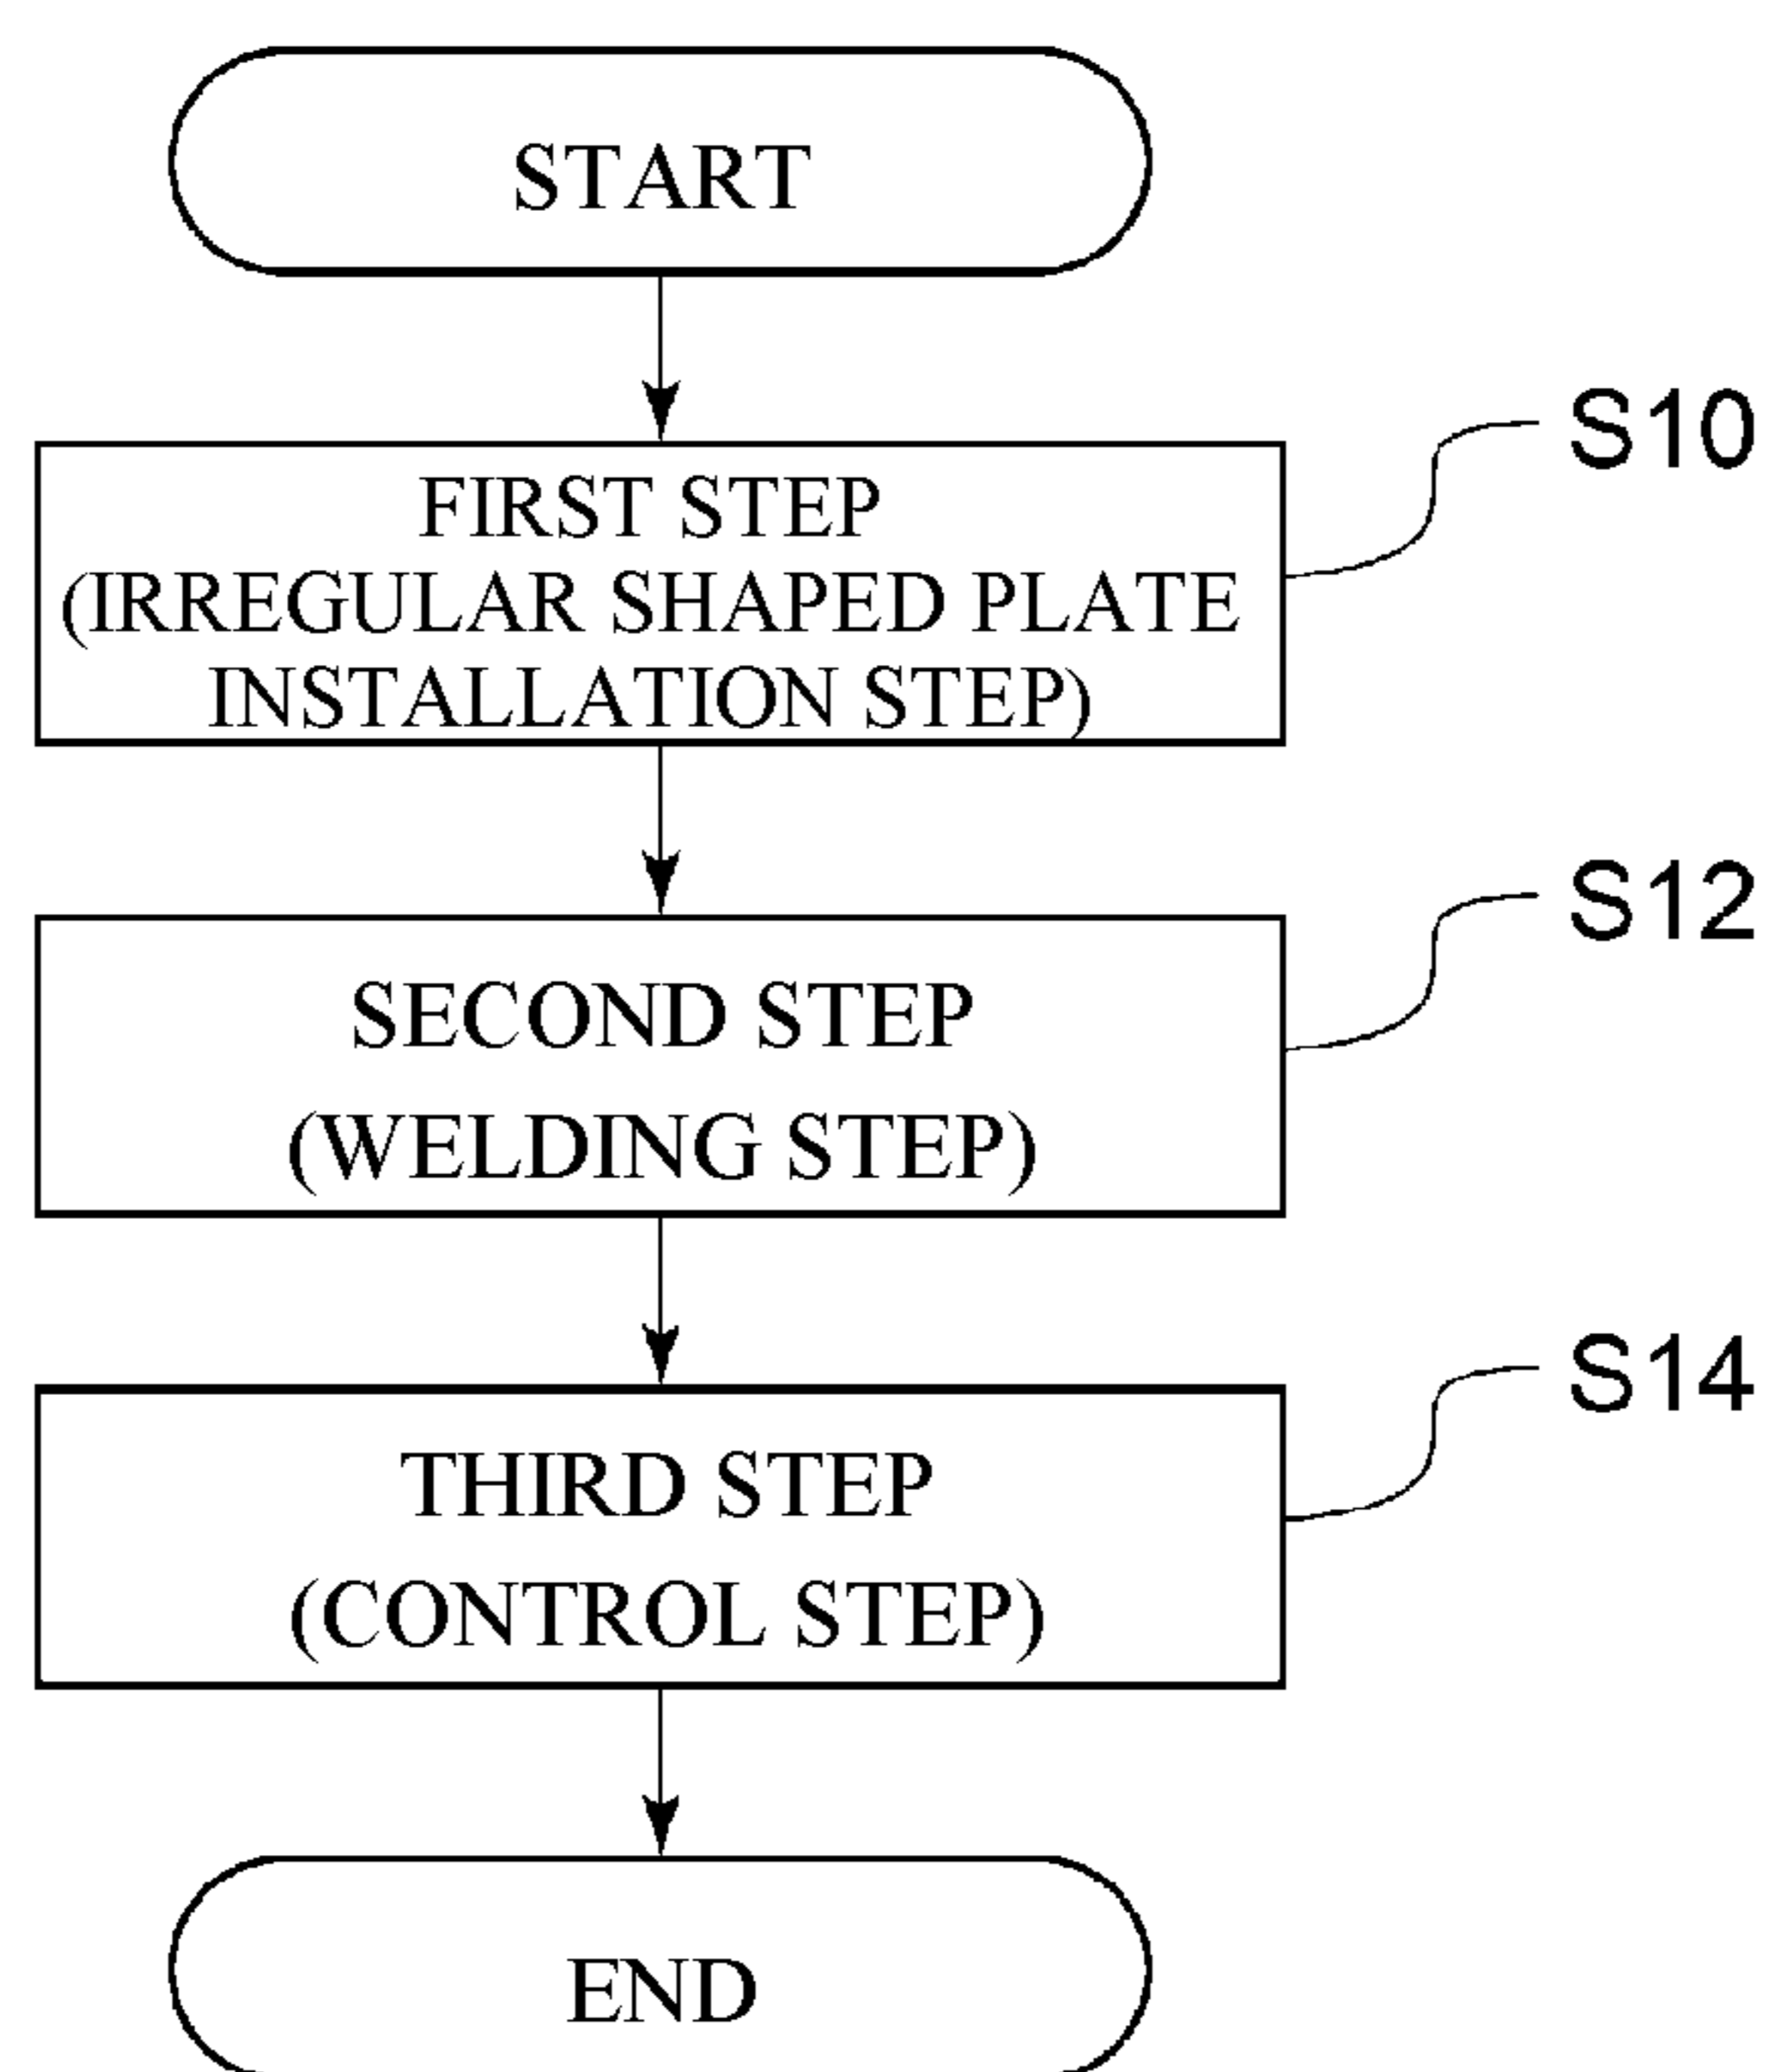 START
S10
FIRST STEP
(IRREGULAR SHAPED PLATE
INSTALLATION STEP)
S12
SECOND STEP
(WELDING STEP)
S14
THIRD STEP
(CONTROL STEP)
END